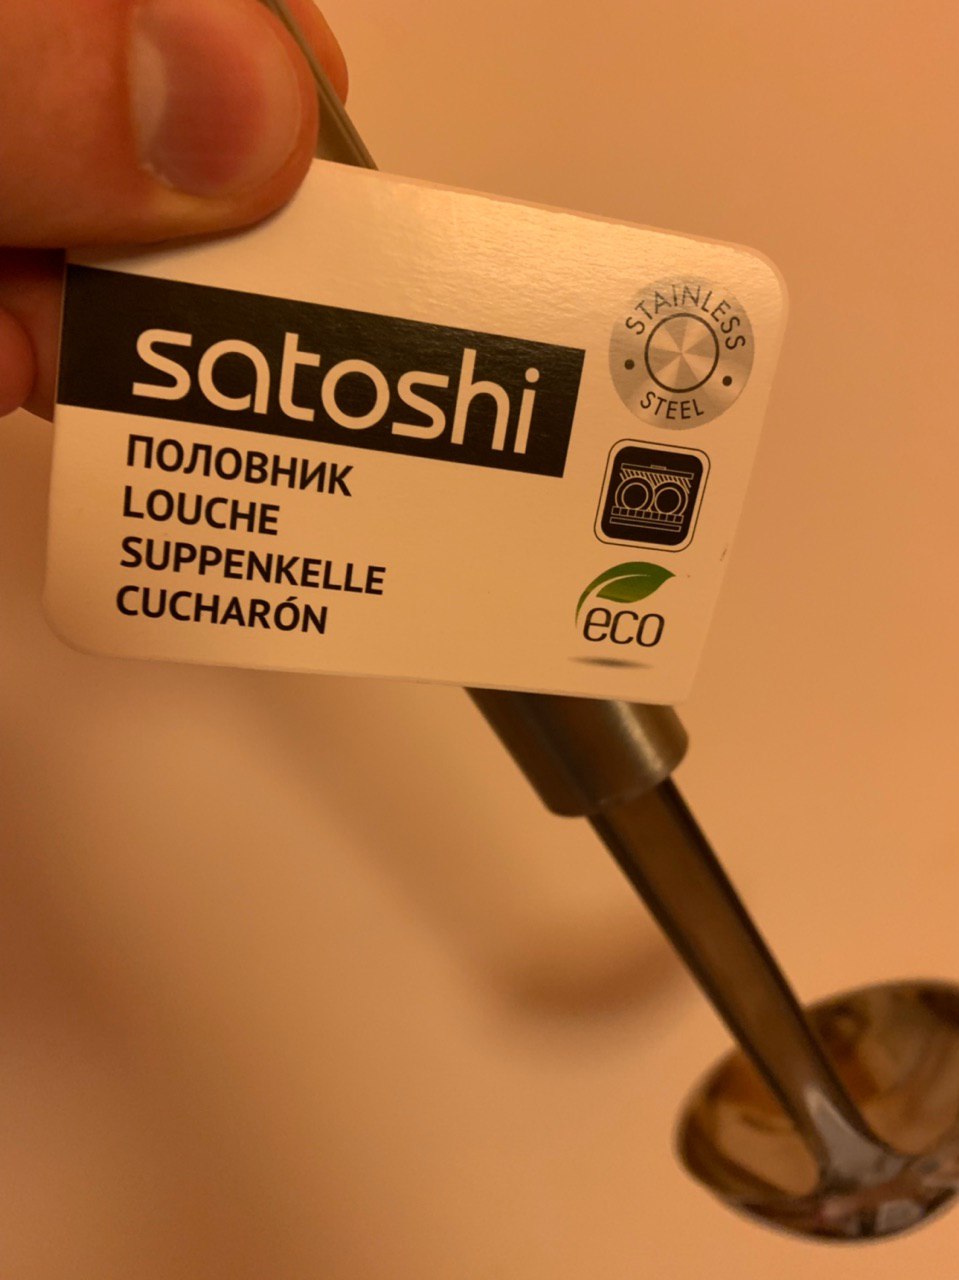 satoshi
ПОЛОВНИК
LOUCHE
SUPPENKELLE
CUCHARÓN
STAINLESS
STEEL
eco